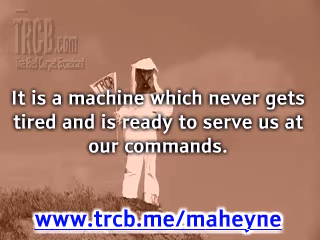 TRCB.com
It is a machine which never gets
tired and is ready to serve us at
our commands.
www.trcb.me/maheyne